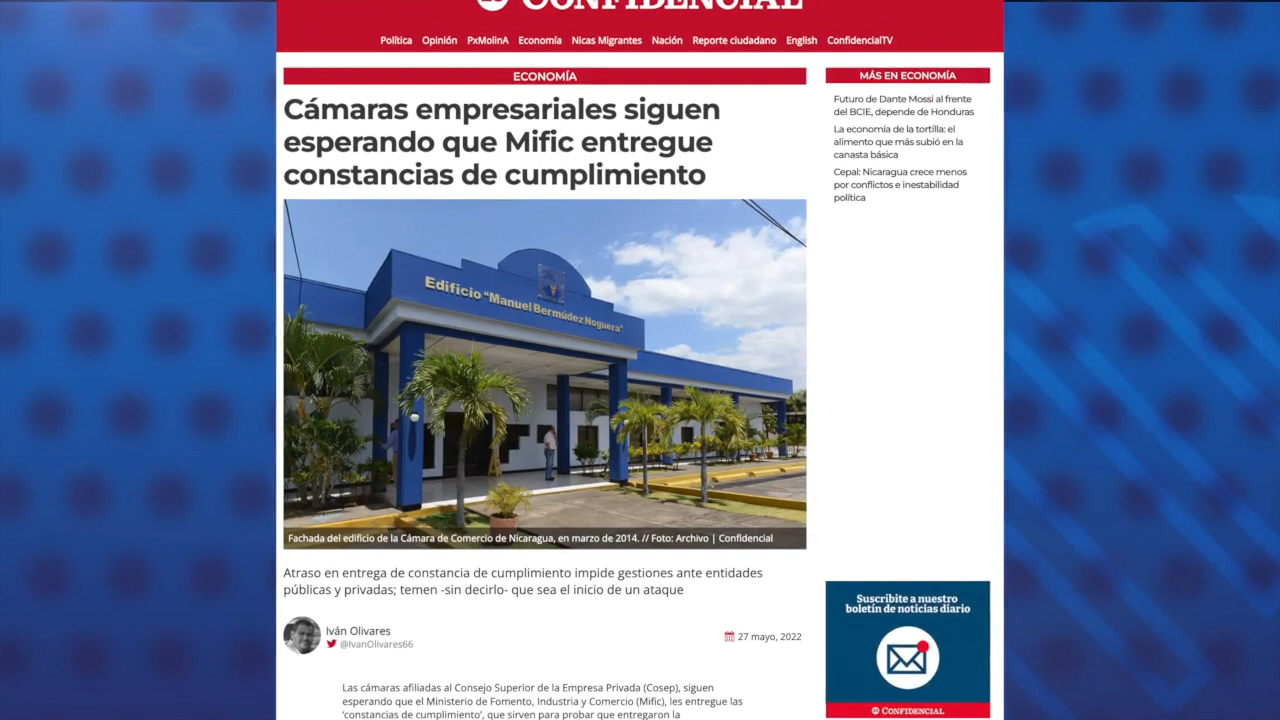 CONFIDENCIAL
Política Opinión PxMolinA Economía Nicas Migrantes Nación Reporte ciudadano English ConfidencialTV
ECONOMÍA
Cámaras empresariales siguen
esperando que Mific entregue
constancias de cumplimiento
Edificio "Manuel Bermúdez Noguera"
Fachada del edificio de la Cámara de Comercio de Nicaragua, en marzo de 2014. // Foto: Archivo | Confidencial
Atraso en entrega de constancia de cumplimiento impide gestiones ante entidades
públicas y privadas; temen -sin decirlo- que sea el inicio de un ataque
Iván Olivares
@IvanOlivares66
27 mayo, 2022
Las cámaras afiliadas al Consejo Superior de la Empresa Privada (Cosep), siguen
esperando que el Ministerio de Fomento, Industria y Comercio (Mific), les entregue las
'constancias de cumplimiento', que sirven para probar que entregaron la
MÁS EN ECONOMÍA
Futuro de Dante Mossi al frente
del BCIE, depende de Honduras
La economía de la tortilla: el
alimento que más subió en la
canasta básica
Cepal: Nicaragua crece menos
por conflictos e inestabilidad
política
Suscribite a nuestro
boletín de noticias diario
CONFIDENCIAL